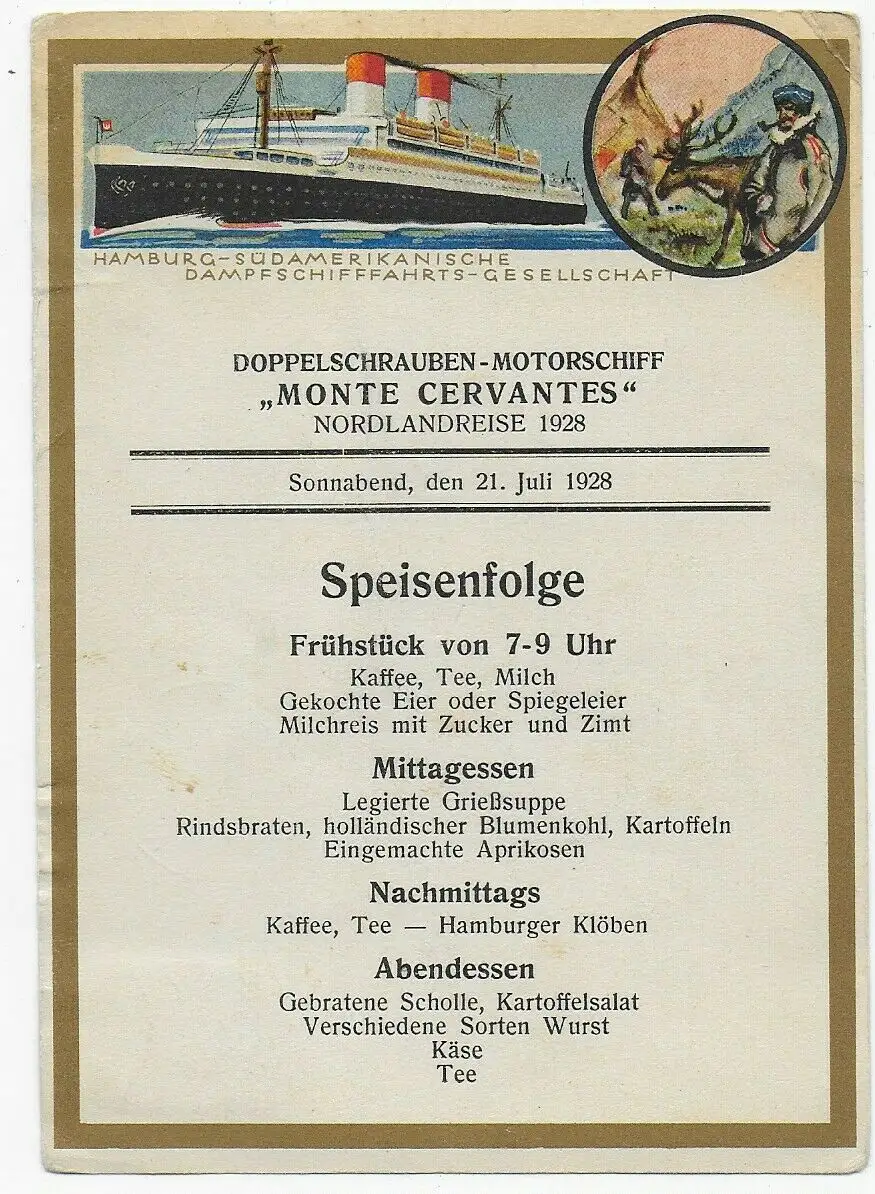 HAMBURG-SÜDAMERIKANISCHE
DAMPFSCHIFFFAHRTS-GESELLSCHAFT
DOPPELSCHRAUBEN-MOTORSCHIFF
„MONTE CERVANTES“
NORDLANDREISE 1928
Sonnabend, den 21. Juli 1928
Speisenfolge
Frühstück von 7-9 Uhr
Kaffee, Tee, Milch
Gekochte Eier oder Spiegeleier
Milchreis mit Zucker und Zimt
Mittagessen
Legierte Grießsuppe
Rindsbraten, holländischer Blumenkohl, Kartoffeln
Eingemachte Aprikosen
Nachmittags
Kaffee, Tee — Hamburger Klöben
Abendessen
Gebratene Scholle, Kartoffelsalat
Verschiedene Sorten Wurst
Käse
Tee